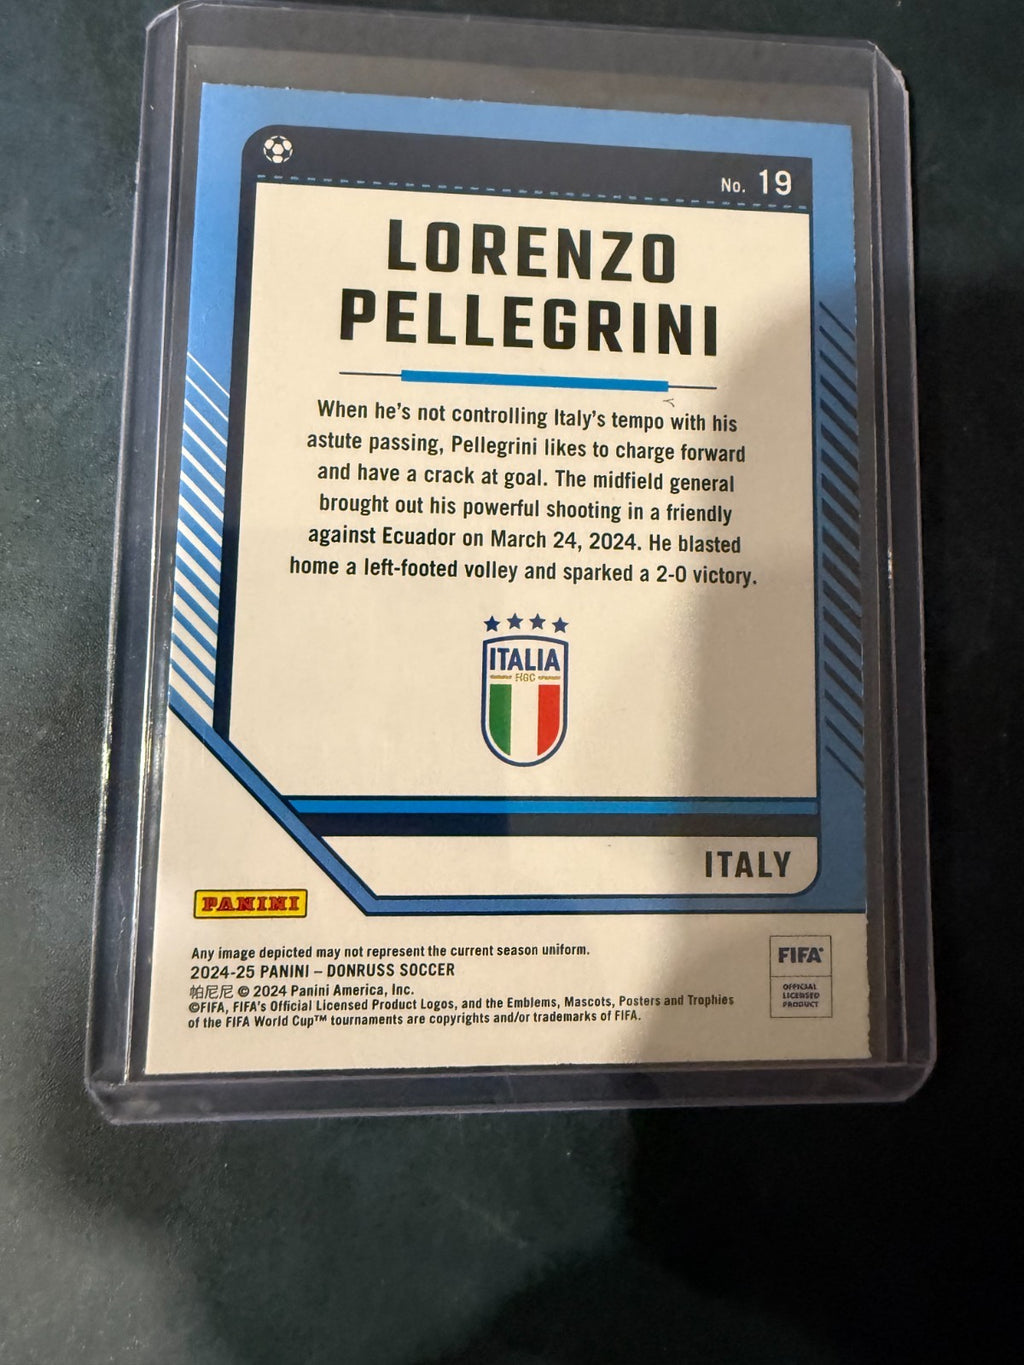 No. 19
LORENZO
PELLEGRINI
When he's not controlling Italy's tempo with his
astute passing, Pellegrini likes to charge forward
and have a crack at goal. The midfield general
brought out his powerful shooting in a friendly
against Ecuador on March 24, 2024. He blasted
home a left-footed volley and sparked a 2-0 victory.
ITALIA
FIGC
ITALY
PANINI
Any image depicted may not represent the current season uniform.
2024-25 PANINI – DONRUSS SOCCER
帕尼尼 © 2024 Panini America, Inc.
©FIFA, FIFA's Official Licensed Product Logos, and the Emblems, Mascots, Posters and Trophies
of the FIFA World Cup™ tournaments are copyrights and/or trademarks of FIFA.
FIFA
OFFICIAL
LICENSED
PRODUCT